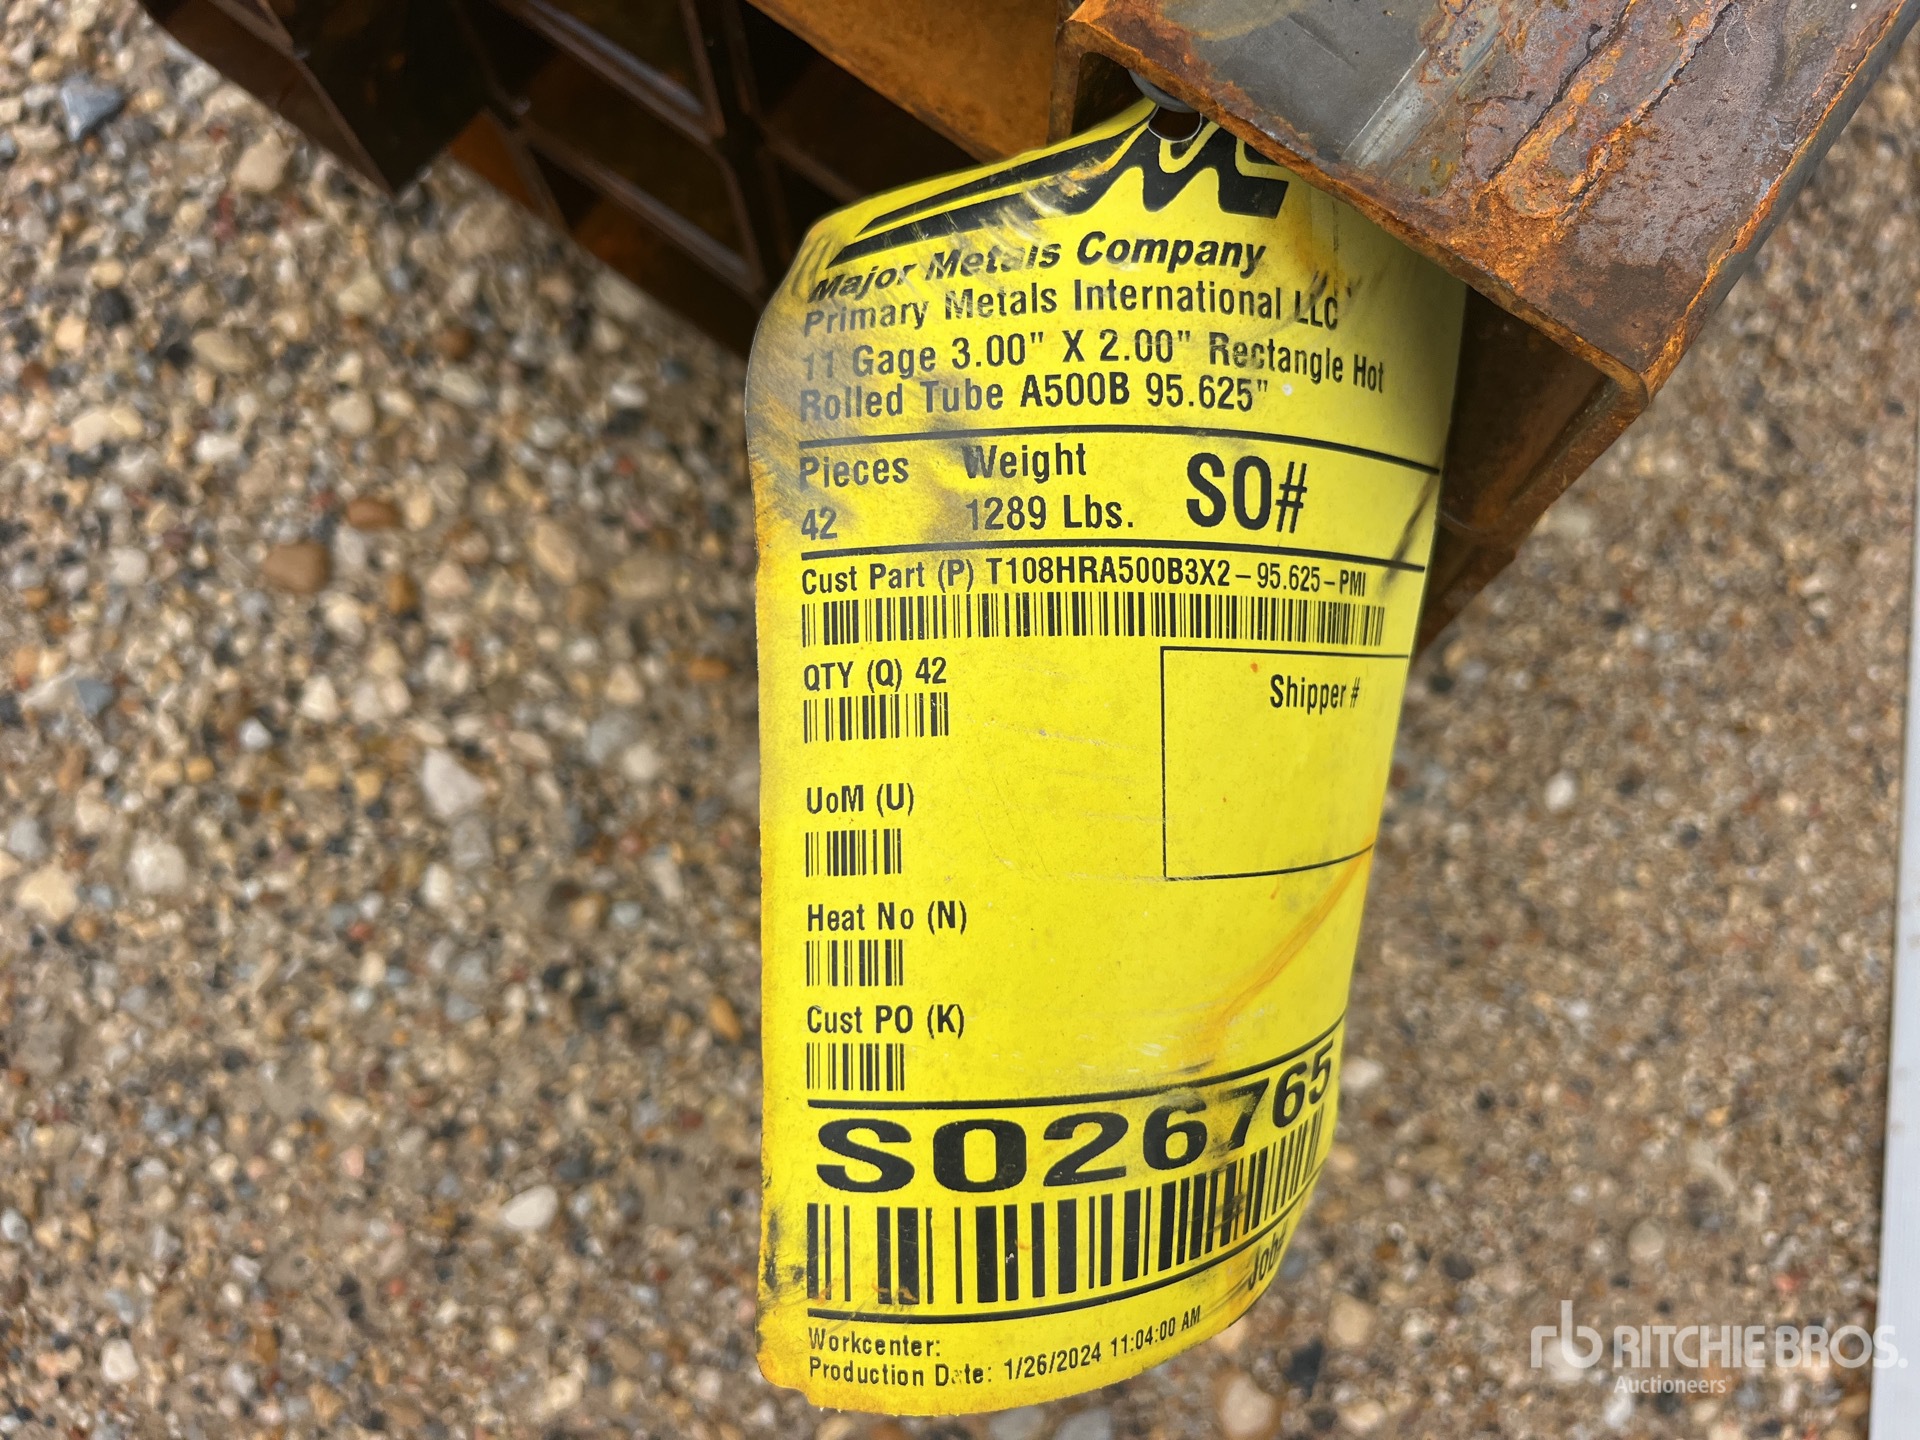 Major Metals Company
Primary Metals International LLC
11 Gage 3.00" X 2.00" Rectangle Hot
Rolled Tube A500B 95.625"
Pieces Weight SO#
42 1289 Lbs.
Cust Part (P) T108HRA500B3X2-95.625-PMI
QTY (Q) 42
Shipper #
UoM (U)
Heat No (N)
Cust PO (K)
S026765
Job#
Workcenter:
Production Date: 1/26/2024 11:04:00 AM
rb RITCHIE BROS.
Auctioneers